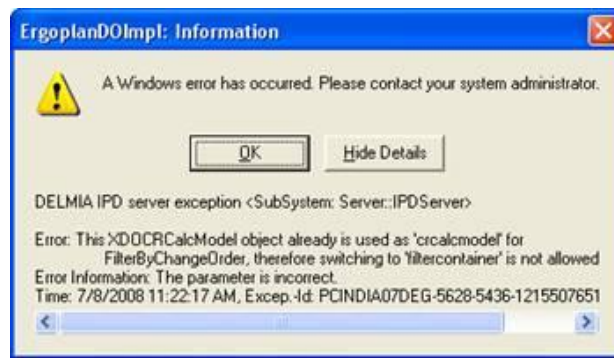 ErgoplanDOImpl: Information
A Windows error has occurred. Please contact your system administrator.
OK
Hide Details
DELMIA IPD server exception <SubSystem: Server::IPDServer>
Error: This XDOCRCalcModel object already is used as 'crcalcmodel' for
FilterByChangeOrder, therefore switching to 'filtercontainer' is not allowed
Error Information: The parameter is incorrect.
Time: 7/8/2008 11:22:17 AM, Excep.-Id: PCINDIA07DEG-5628-5436-1215507651